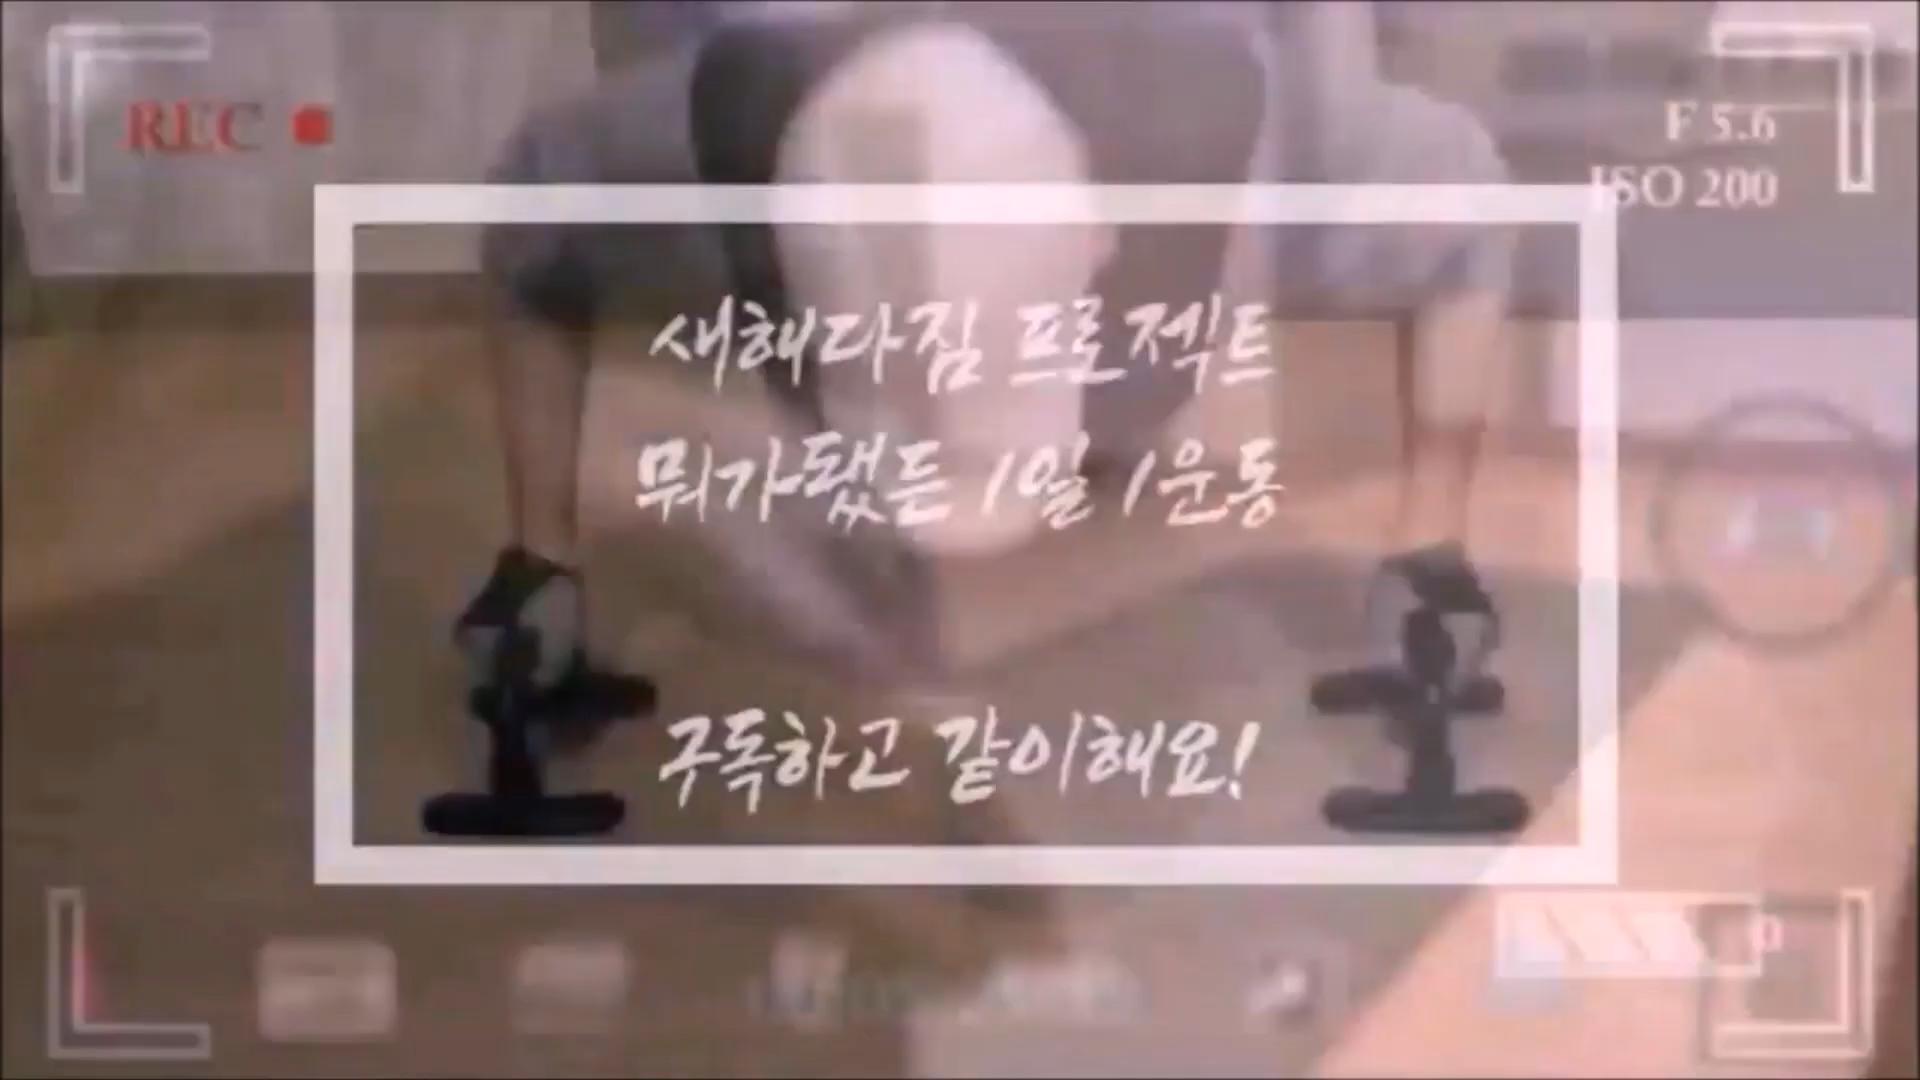 REC
F 5.6
ISO 200
새해다짐 프로젝트
뭐가됐든 1일 1운동
구독하고 같이해요!